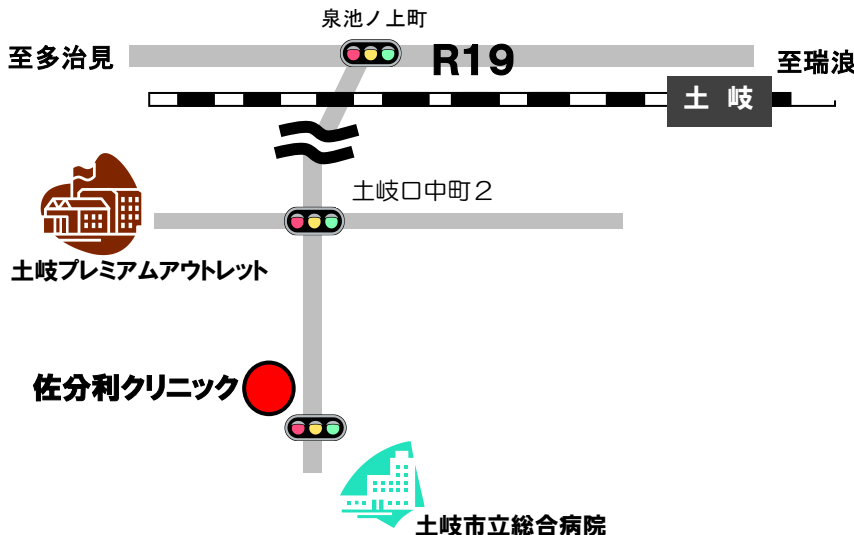 泉池ノ上町
至多治見
R19
至瑞浪
土岐
土岐口中町2
土岐プレミアムアウトレット
佐分利クリニック
土岐市立総合病院